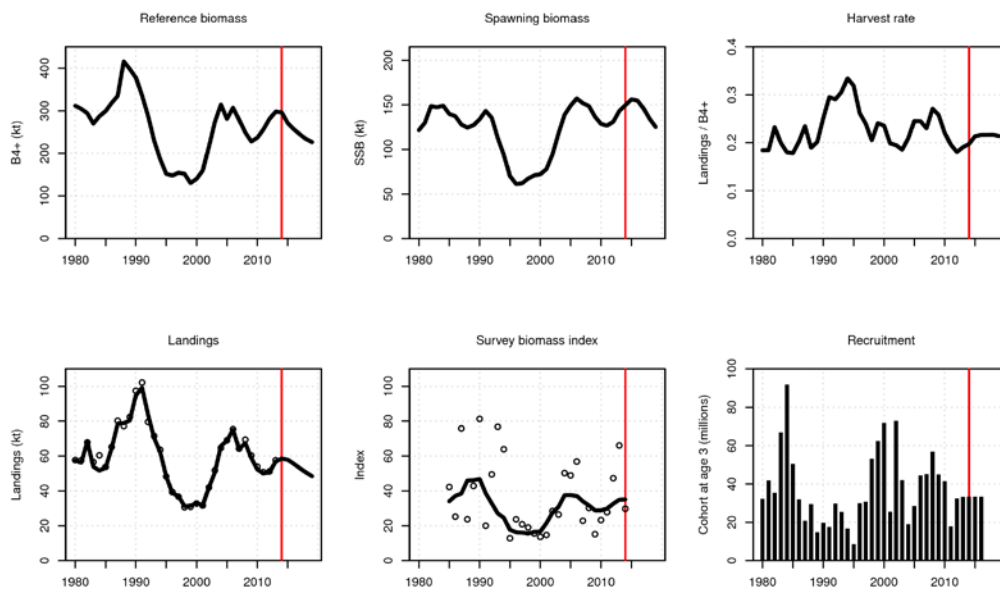 Reference biomass
B4+ (kt)
400
300
200
100
0
1980 1990 2000 2010
Spawning biomass
SSB (kt)
200
150
100
50
0
1980 1990 2000 2010
Harvest rate
Landings / B4+
0.4
0.3
0.2
0.1
0.0
1980 1990 2000 2010
Landings
Landings (kt)
100
80
60
40
20
0
1980 1990 2000 2010
Survey biomass index
Index
100
80
60
40
20
0
1980 1990 2000 2010
Recruitment
Cohort at age 3 (millions)
100
80
60
40
20
0
1980 1990 2000 2010